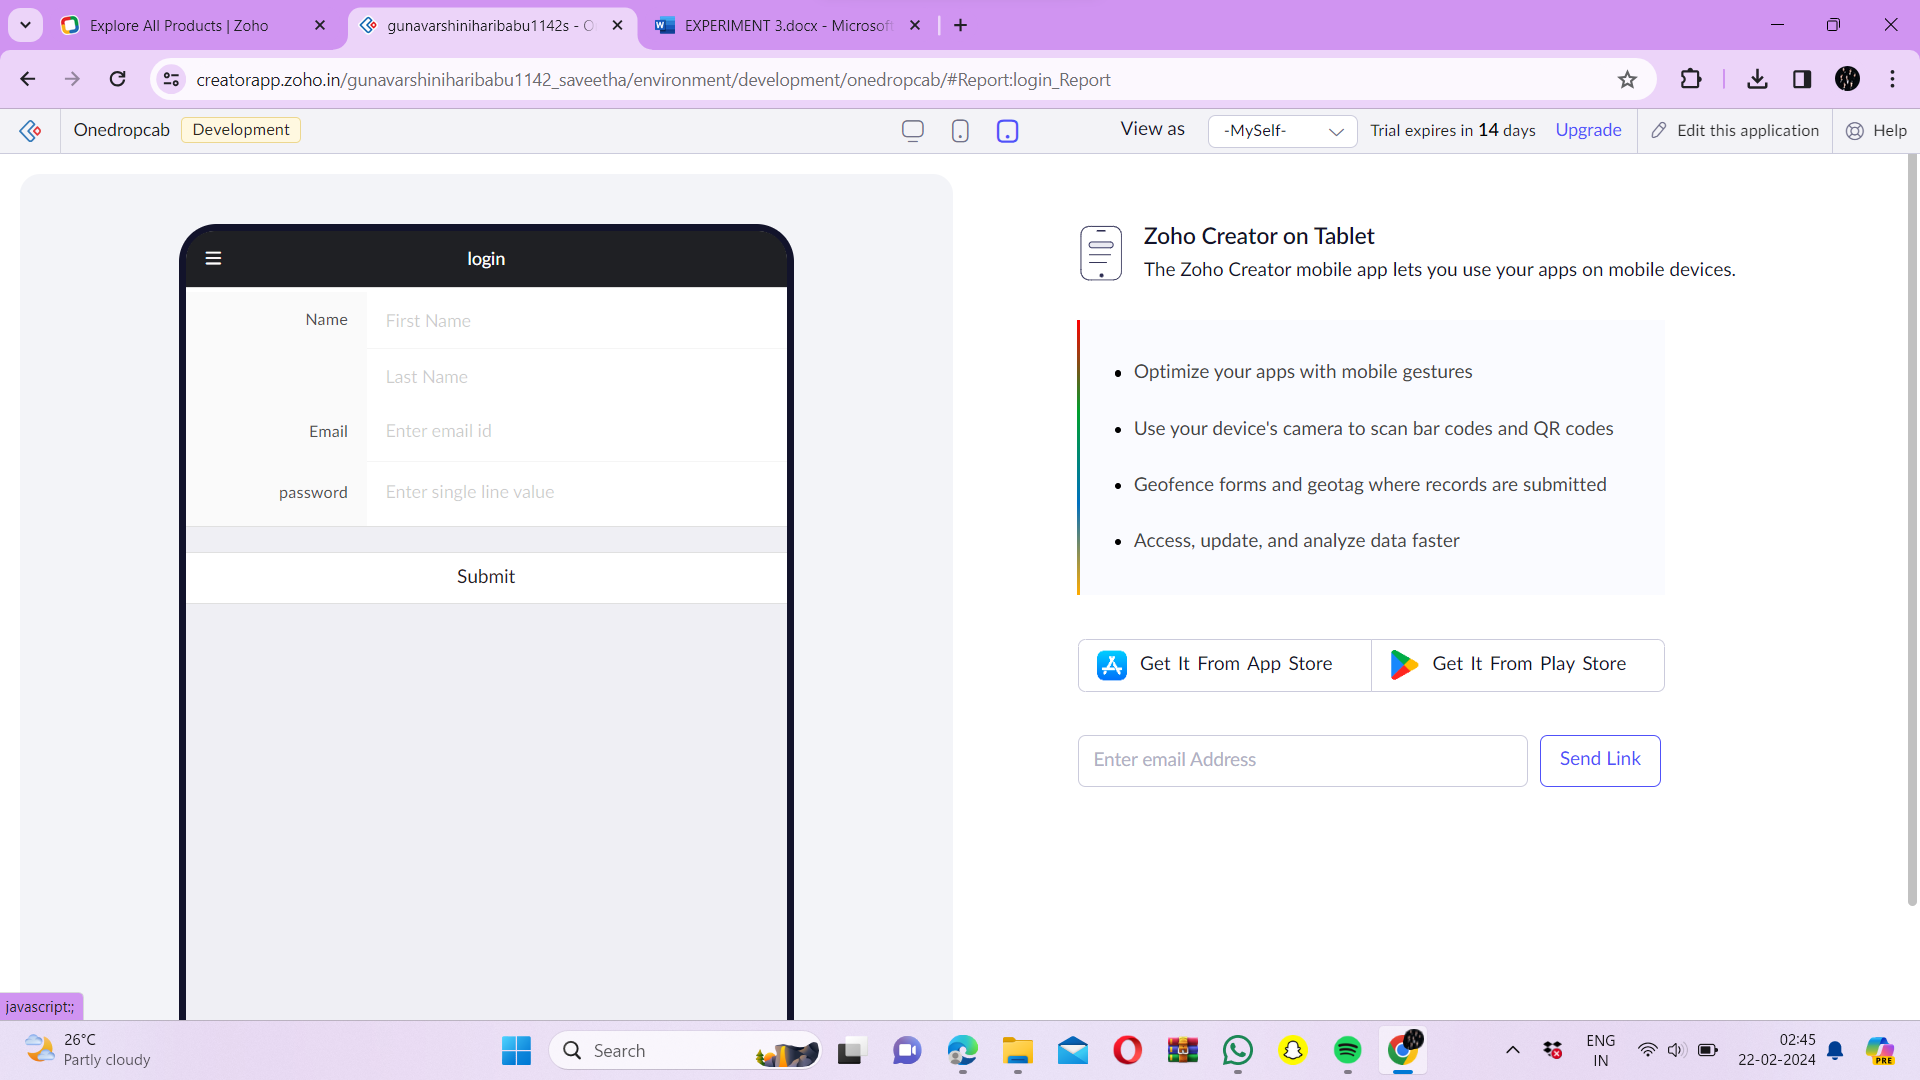 Explore All Products | Zoho
gunavarshiniharibabu1142s - O
EXPERIMENT 3.docx - Microsoft
creatorapp.zoho.in/gunavarshiniharibabu1142_saveetha/environment/development/onedropcab/#Report:login_Report
Onedropcab
Development
View as
-MySelf-
Trial expires in 14 days
Upgrade
Edit this application
Help
login
Name
First Name
Last Name
Email
Enter email id
password
Enter single line value
Submit
Zoho Creator on Tablet
The Zoho Creator mobile app lets you use your apps on mobile devices.
Optimize your apps with mobile gestures
Use your device's camera to scan bar codes and QR codes
Geofence forms and geotag where records are submitted
Access, update, and analyze data faster
Get It From App Store
Get It From Play Store
Enter email Address
Send Link
javascript:;
26°C
Partly cloudy
Search
ENG
IN
02:45
22-02-2024
PRE